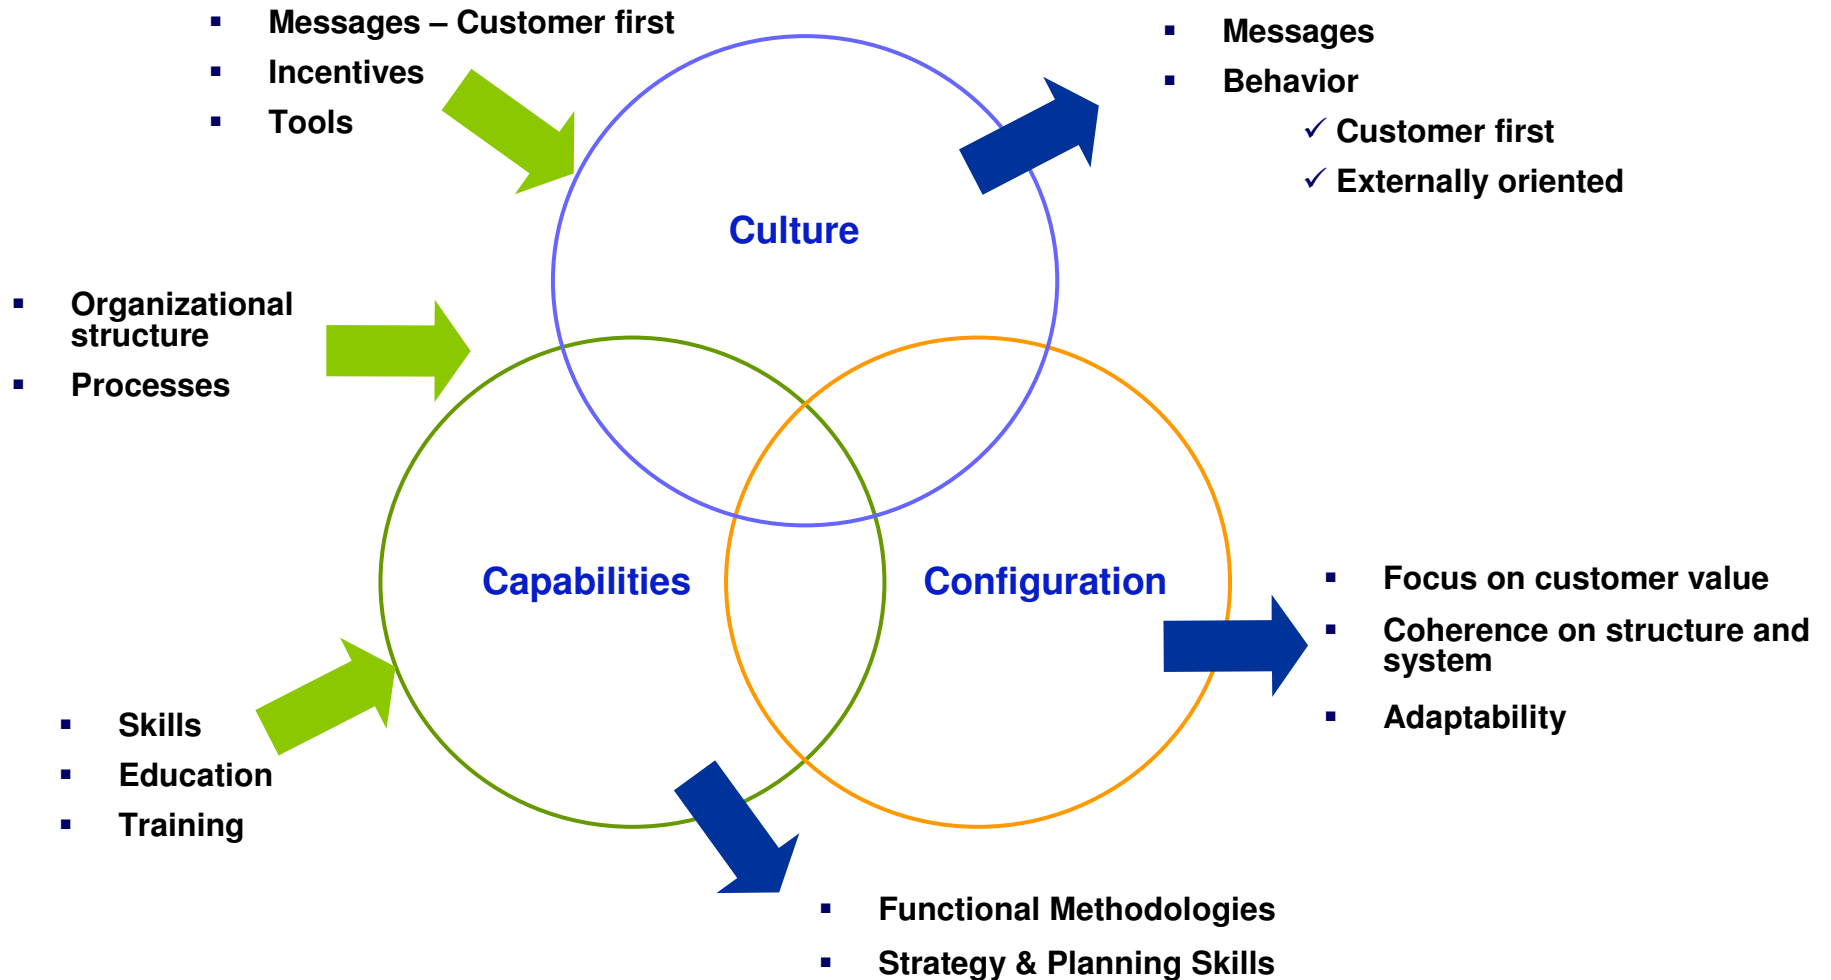 Messages – Customer first
Incentives
Tools
Messages
Behavior
✓ Customer first
✓ Externally oriented
Culture
Organizational
structure
Processes
Capabilities
Configuration
Focus on customer value
Coherence on structure and
system
Adaptability
Skills
Education
Training
Functional Methodologies
Strategy & Planning Skills